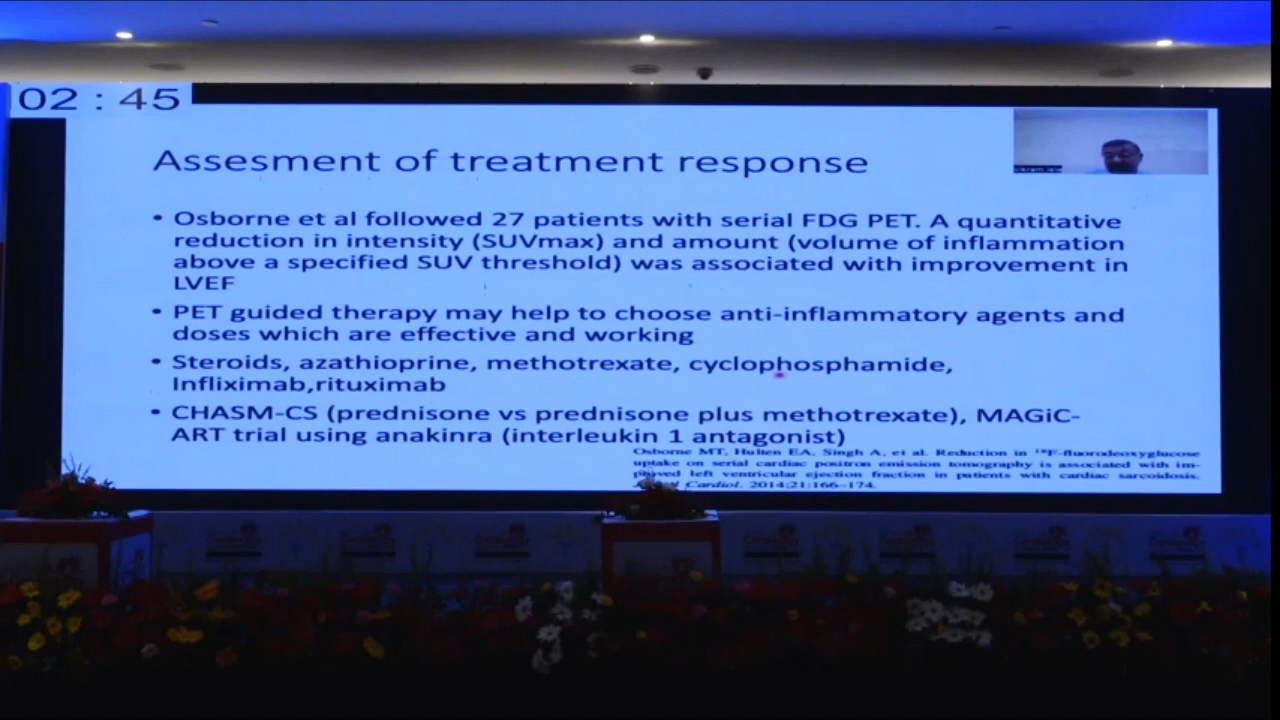 02 : 45
Assesment of treatment response
• Osborne et al followed 27 patients with serial FDG PET. A quantitative
reduction in intensity (SUVmax) and amount (volume of inflammation
above a specified SUV threshold) was associated with improvement in
LVEF
• PET guided therapy may help to choose anti-inflammatory agents and
doses which are effective and working
• Steroids, azathioprine, methotrexate, cyclophosphamide,
Infliximab,rituximab
• CHASM-CS (prednisone vs prednisone plus methotrexate), MAGiC-
ART trial using anakinra (interleukin 1 antagonist)
Osborne MT, Hulten EA, Singh A, et al. Reduction in ¹⁸F-fluorodeoxyglucose
uptake on serial cardiac positron emission tomography is associated with im-
proved left ventricular ejection fraction in patients with cardiac sarcoidosis.
Cardiol. 2014;21:166–174.